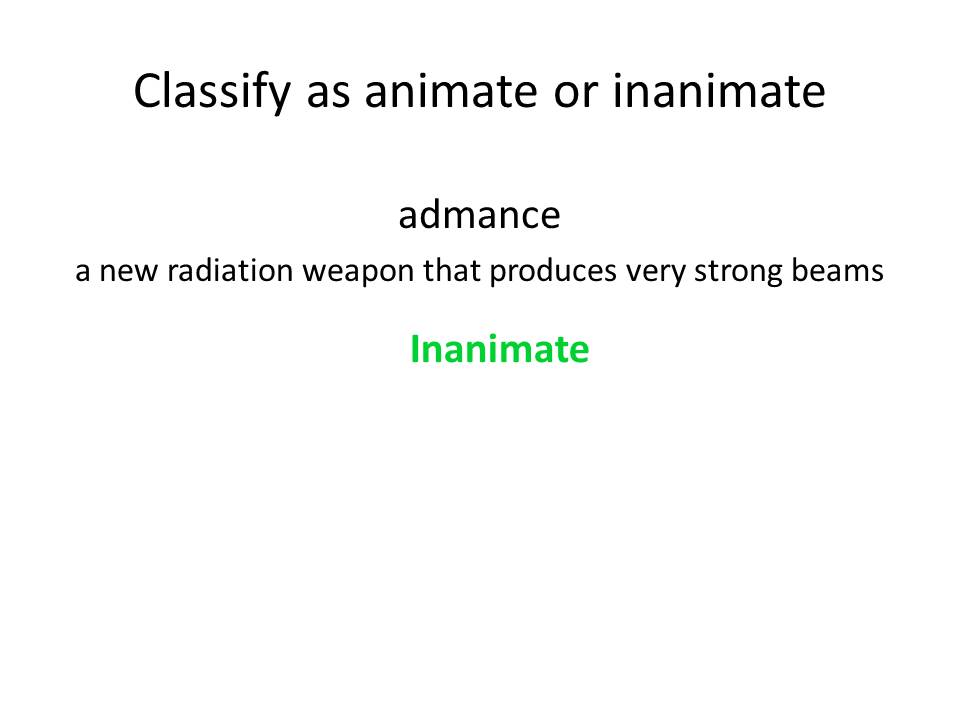 Classify as animate or inanimate
admance
a new radiation weapon that produces very strong beams
Inanimate